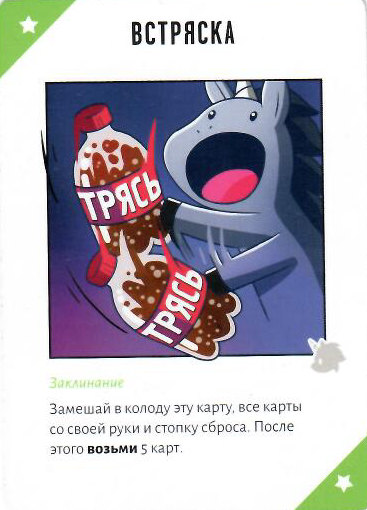 ВСТРЯСКА
ТРЯСЬ
ТРЯСЬ
Заклинание
Замешай в колоду эту карту, все карты
со своей руки и стопку сброса. После
этого возьми 5 карт.